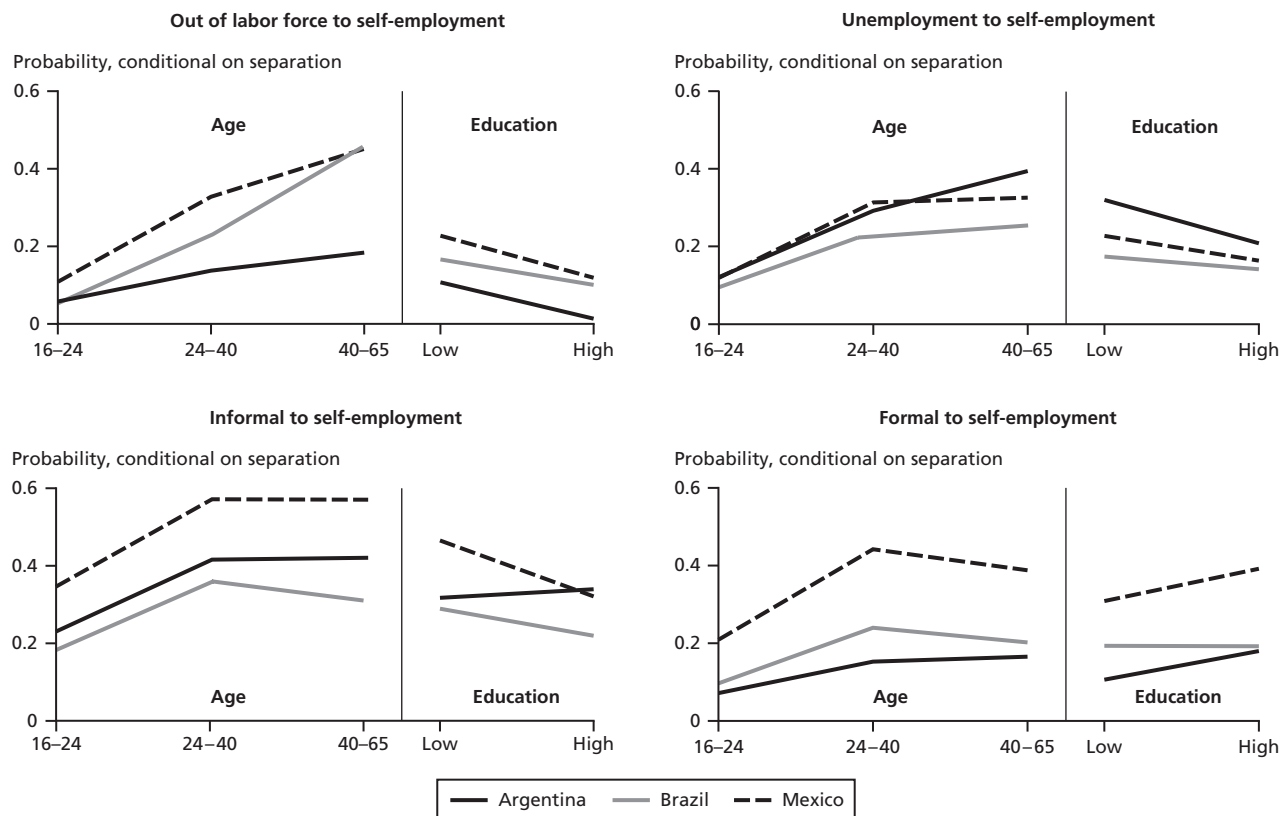 Out of labor force to self-employment
Probability, conditional on separation
0.6
0.4
0.2
0
Age
Education
16–24
24–40
40–65
Low
High
Unemployment to self-employment
Probability, conditional on separation
0.6
0.4
0.2
0
Age
Education
16–24
24–40
40–65
Low
High
Informal to self-employment
Probability, conditional on separation
0.6
0.4
0.2
0
Age
Education
16–24
24–40
40–65
Low
High
Formal to self-employment
Probability, conditional on separation
0.6
0.4
0.2
0
Age
Education
16–24
24–40
40–65
Low
High
Argentina Brazil Mexico